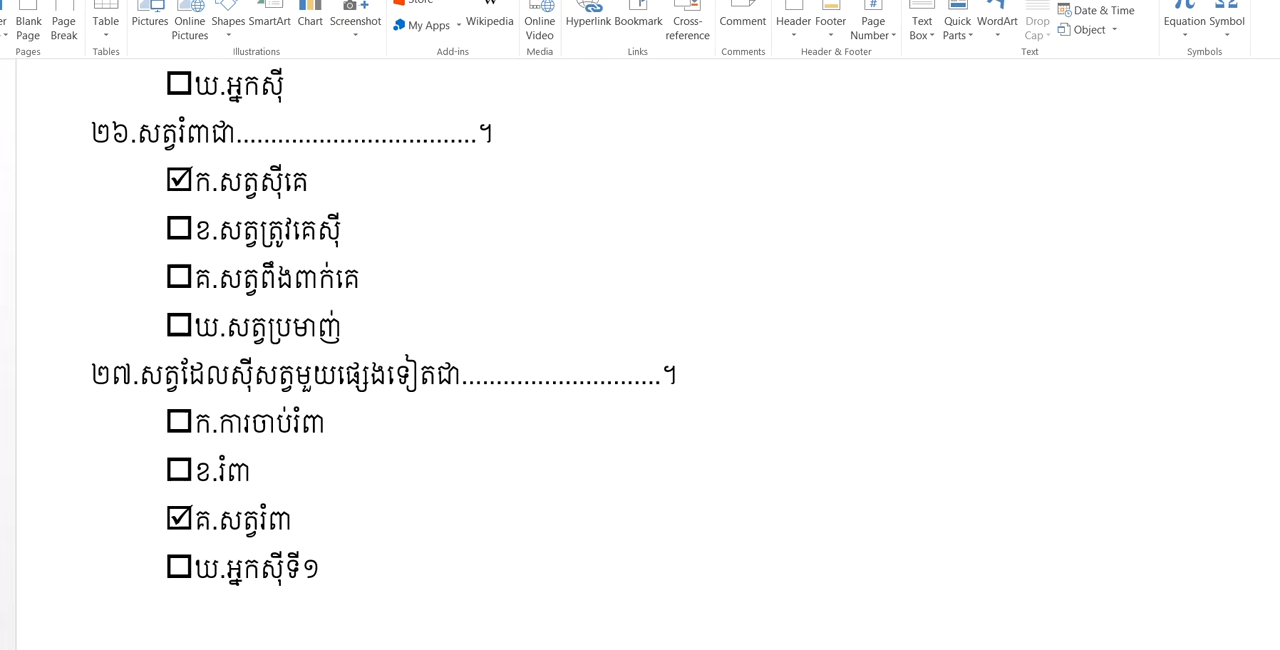 Blank Page Table Pictures Online Shapes SmartArt Chart Screenshot My Apps Wikipedia Online Hyperlink Bookmark Cross- Comment Header Footer Page Text Quick WordArt Drop Date & Time Equation Symbol
Page Break Pictures Video reference Number Box Parts Cap Object
Pages Tables Illustrations Add-ins Media Links Comments Header & Footer Text Symbols
ឃ.អ្នកស៊ី
២៦.សត្វរំពាជា...................................។
ក.សត្វស៊ីគេ
ខ.សត្វត្រូវគេស៊ី
គ.សត្វពឹងពាក់គេ
ឃ.សត្វប្រមាញ់
២៧.សត្វដែលស៊ីសត្វមួយផ្សេងទៀតជា.............................។
ក.ការចាប់រំពា
ខ.រំពា
គ.សត្វរំពា
ឃ.អ្នកស៊ីទី១